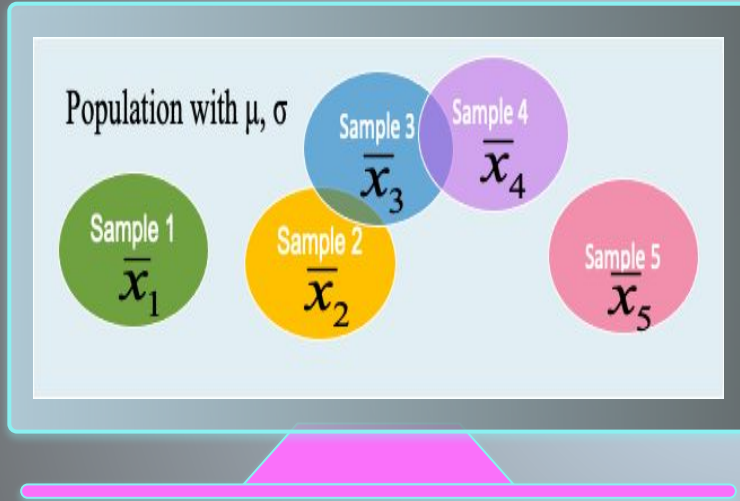 Population with μ, σ
Sample 1
x̅₁
Sample 2
x̅₂
Sample 3
x̅₃
Sample 4
x̅₄
Sample 5
x̅₅